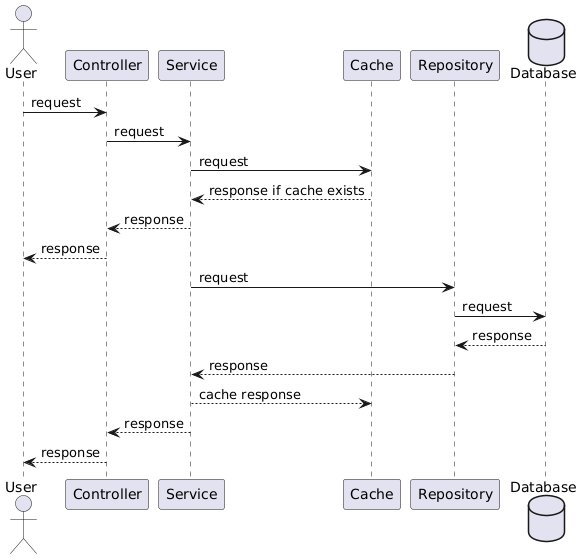 User
Controller
Service
Cache
Repository
Database
request
request
request
response if cache exists
response
response
request
request
response
response
cache response
response
response
User
Controller
Service
Cache
Repository
Database